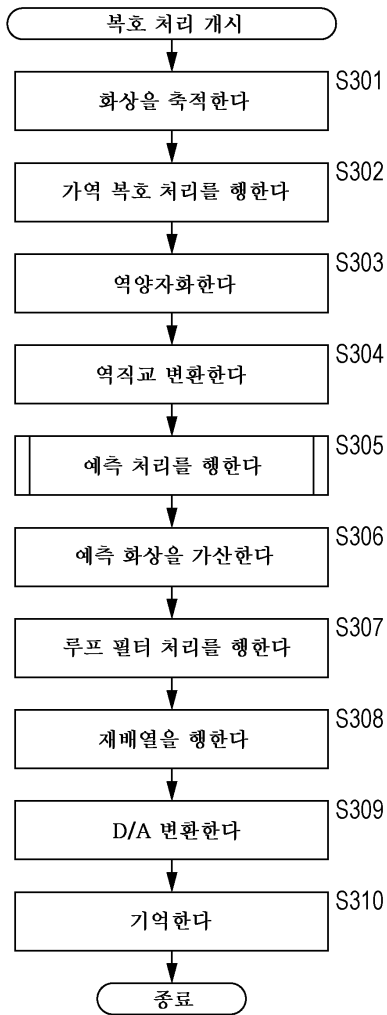 복호 처리 개시
화상을 축적한다
S301
가역 복호 처리를 행한다
S302
역양자화한다
S303
역직교 변환한다
S304
예측 처리를 행한다
S305
예측 화상을 가산한다
S306
루프 필터 처리를 행한다
S307
재배열을 행한다
S308
D/A 변환한다
S309
기억한다
S310
종료